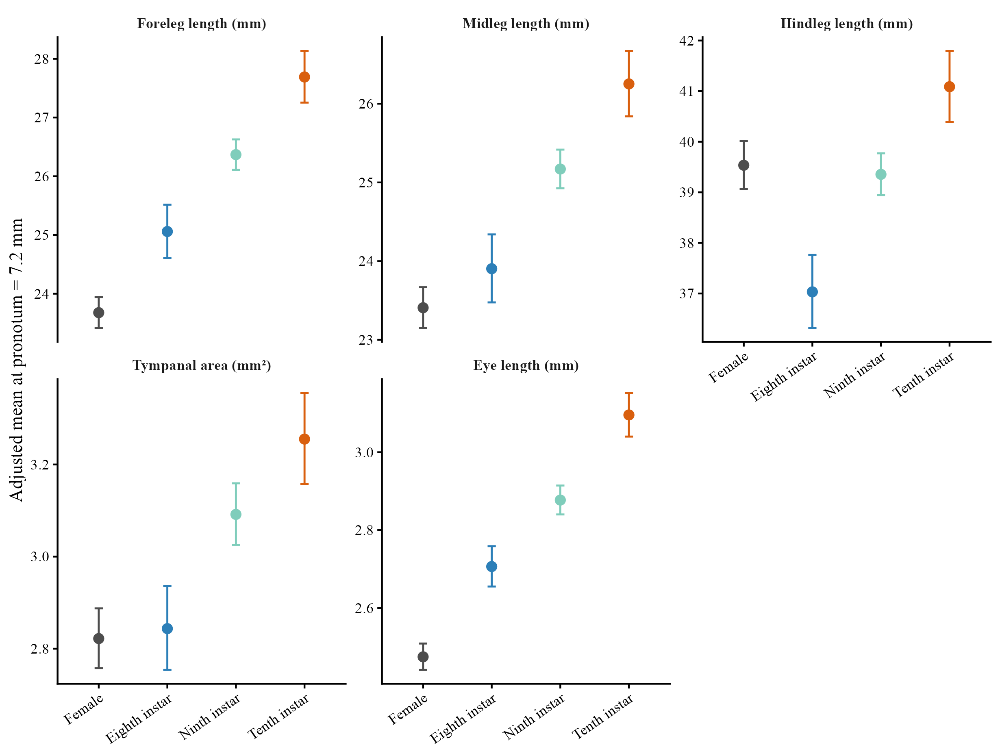 Foreleg length (mm)
Midleg length (mm)
Hindleg length (mm)
28
27
26
25
24
26
25
24
23
42
41
40
39
38
37
Female
Eighth instar
Ninth instar
Tenth instar
Adjusted mean at pronotum = 7.2 mm
Tympanal area (mm²)
Eye length (mm)
3.2
3.0
2.8
3.0
2.8
2.6
Female
Eighth instar
Ninth instar
Tenth instar
Female
Eighth instar
Ninth instar
Tenth instar